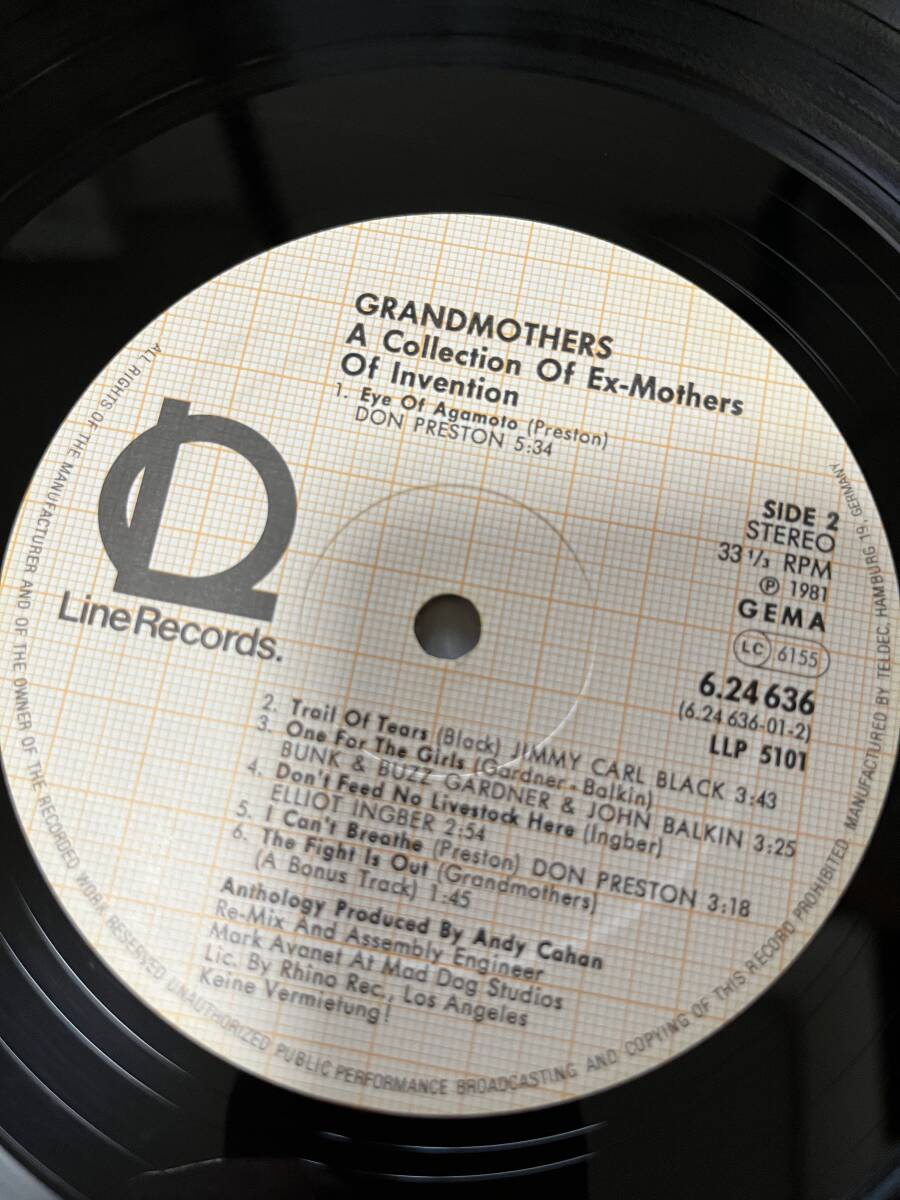 GRANDMOTHERS
A Collection Of Ex-Mothers
Of Invention
1. Eye Of Agamoto (Preston)
DON PRESTON 5:34
LineRecords.
SIDE 2
STEREO
33 1/3 RPM
℗ 1981
GEMA
LC 6155
6.24 636
(6.24 636-01-2)
LLP 5101
2. Trail Of Tears (Black) JIMMY CARL BLACK 3:43
3. One For The Girls (Gardner - Balkin)
BUNK & BUZZ GARDNER & JOHN BALKIN 3:25
4. Don't Feed No Livestock Here (Ingber)
ELLIOT INGBER 2:54
5. I Can't Breathe (Preston) DON PRESTON 3:18
6. The Fight Is Out (Grandmothers)
(A Bonus Track) 1:45
Anthology Produced By Andy Cahan
Re-Mix And Assembly Engineer
Mark Avanet At Mad Dog Studios
Lic. By Rhino Rec., Los Angeles
Keine Vermietung!
ALL RIGHTS OF THE MANUFACTURER AND OF THE OWNER OF THE RECORDED WORK RESERVED UNAUTHORIZED PUBLIC PERFORMANCE BROADCASTING AND COPYING OF THIS RECORD PROHIBITED MANUFACTURED BY TELDEC, HAMBURG 19, GERMANY